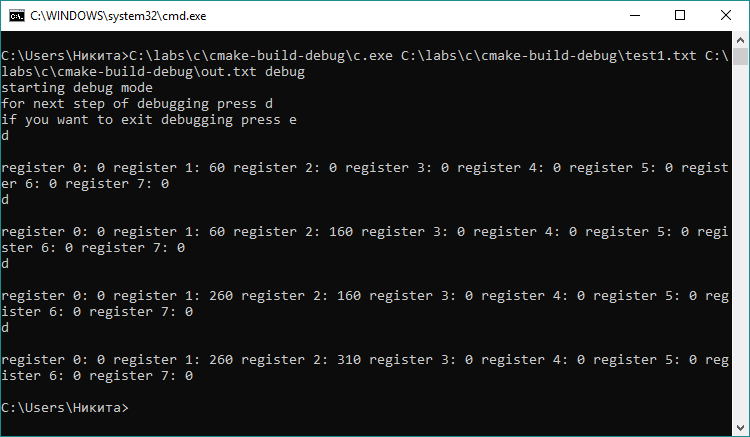 C:\WINDOWS\system32\cmd.exe
C:\Users\Никита>C:\labs\c\cmake-build-debug\c.exe C:\labs\c\cmake-build-debug\test1.txt C:\
labs\c\cmake-build-debug\out.txt debug
starting debug mode
for next step of debugging press d
if you want to exit debugging press e
d
register 0: 0 register 1: 60 register 2: 0 register 3: 0 register 4: 0 register 5: 0 regist
er 6: 0 register 7: 0
d
register 0: 0 register 1: 60 register 2: 160 register 3: 0 register 4: 0 register 5: 0 regi
ster 6: 0 register 7: 0
d
register 0: 0 register 1: 260 register 2: 160 register 3: 0 register 4: 0 register 5: 0 reg
ister 6: 0 register 7: 0
d
register 0: 0 register 1: 260 register 2: 310 register 3: 0 register 4: 0 register 5: 0 reg
ister 6: 0 register 7: 0
C:\Users\Никита>